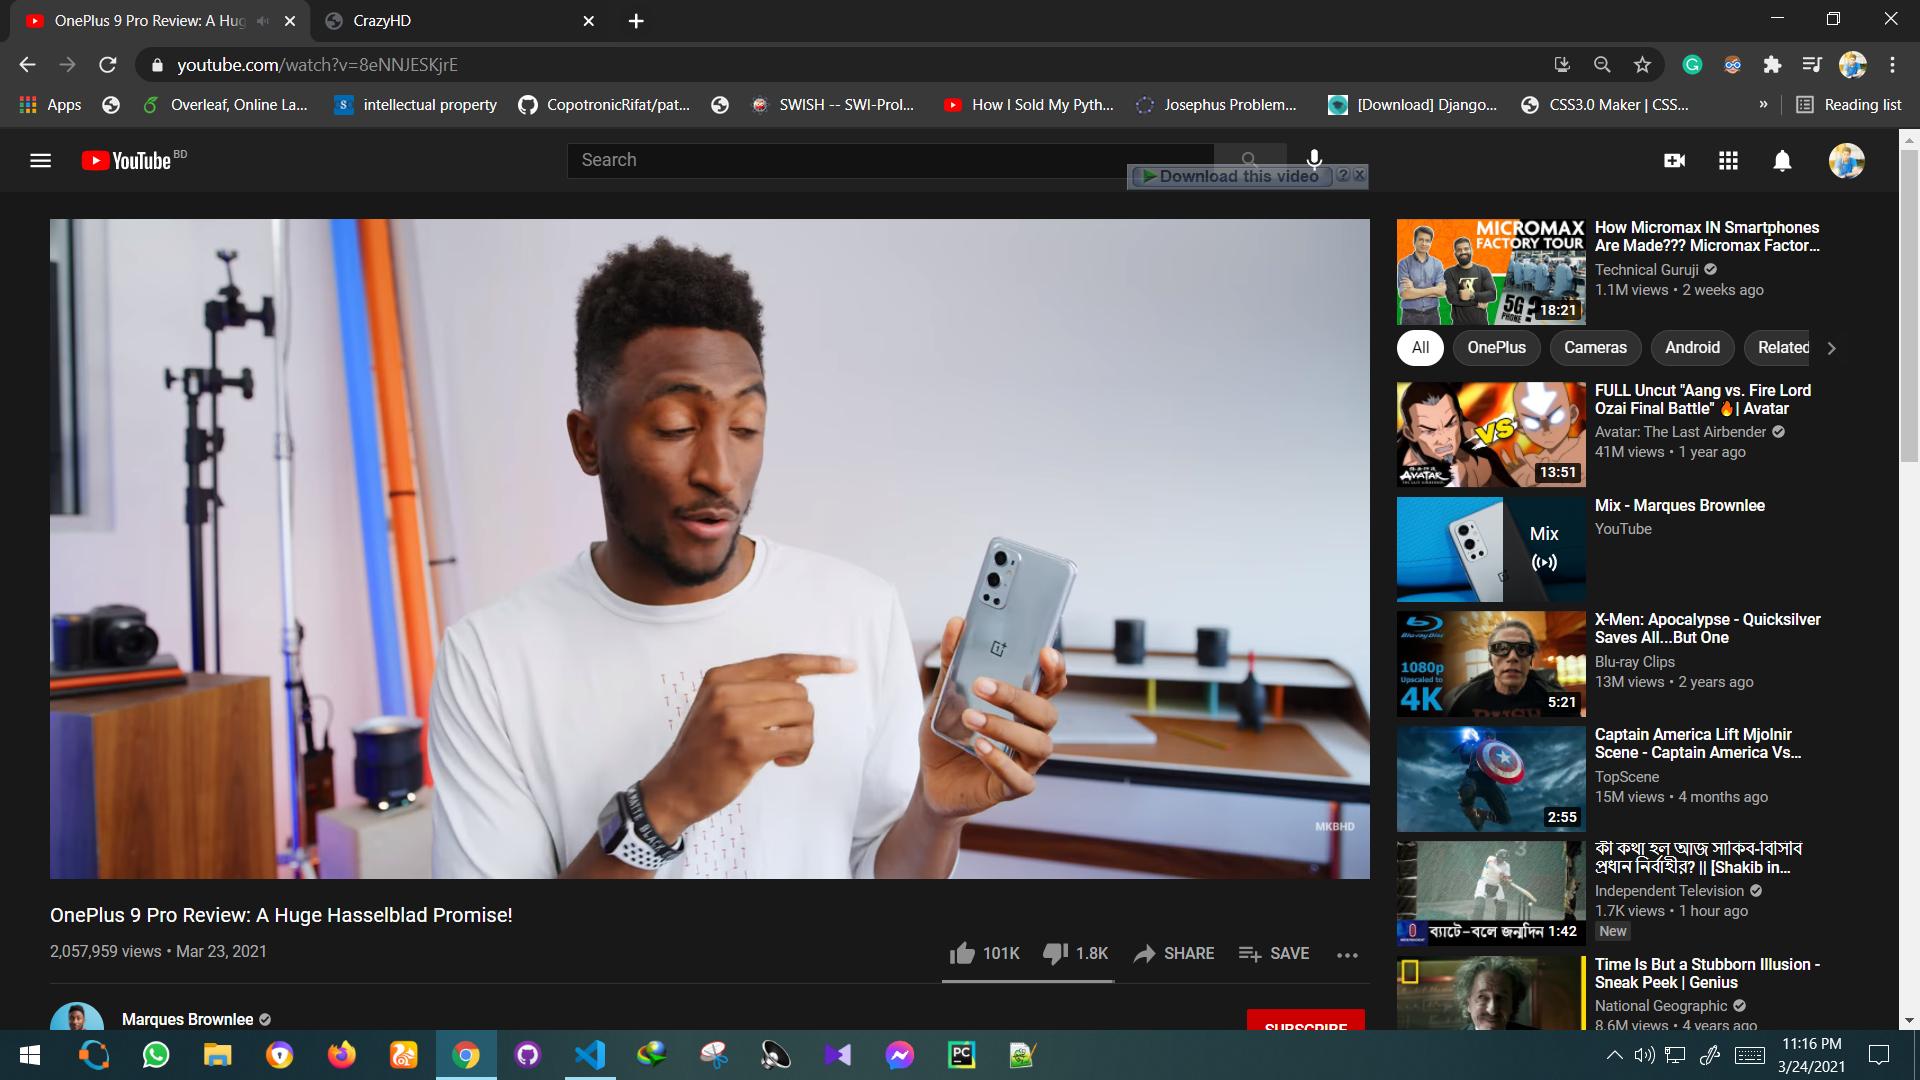 OnePlus 9 Pro Review: A Hug
CrazyHD
youtube.com/watch?v=8eNNJESKjrE
Apps
Overleaf, Online La...
intellectual property
CopotronicRifat/pat...
SWISH -- SWI-Prol...
How I Sold My Pyth...
Josephus Problem...
[Download] Django...
CSS3.0 Maker | CSS...
»
Reading list
YouTube BD
Search
Download this video
MICROMAX
FACTORY TOUR
5G ?
PHONE
18:21
How Micromax IN Smartphones
Are Made??? Micromax Factor...
Technical Guruji
1.1M views • 2 weeks ago
All
OnePlus
Cameras
Android
Related
VS
AVATAR
13:51
FULL Uncut "Aang vs. Fire Lord
Ozai Final Battle" 🔥| Avatar
Avatar: The Last Airbender
41M views • 1 year ago
Mix
Mix - Marques Brownlee
YouTube
Blu-ray Disc
1080p
Upscaled to
4K
5:21
X-Men: Apocalypse - Quicksilver
Saves All...But One
Blu-ray Clips
13M views • 2 years ago
2:55
Captain America Lift Mjolnir
Scene - Captain America Vs...
TopScene
15M views • 4 months ago
ব্যাটে-বলে জন্মদিন 1:42
কী কথা হল আজ সাকিব-বিসিবি
প্রধান নির্বাহীর? || [Shakib in...
Independent Television
1.7K views • 1 hour ago
New
Time Is But a Stubborn Illusion -
Sneak Peek | Genius
National Geographic
8.6M views • 4 years ago
MATTE BLACK
MKBHD
OnePlus 9 Pro Review: A Huge Hasselblad Promise!
2,057,959 views • Mar 23, 2021
101K
1.8K
SHARE
SAVE
Marques Brownlee
SUBSCRIBE
PC
11:16 PM
3/24/2021